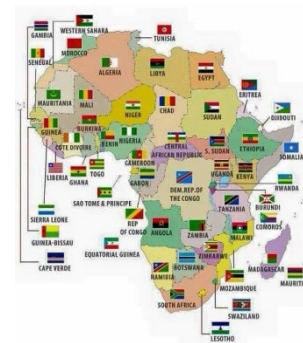 GAMBIA
WESTERN SAHARA
TUNISIA
MOROCCO
SENEGAL
ALGERIA
LIBYA
EGYPT
MAURITANIA
MALI
NIGER
CHAD
SUDAN
ERITREA
DJIBOUTI
GUINEA
BURKINA
BENIN
NIGERIA
CÔTE D'IVOIRE
CENTRAL
AFRICAN REPUBLIC
S. SUDAN
ETHIOPIA
SOMALIA
LIBERIA
GHANA
TOGO
CAMEROON
UGANDA
KENYA
GABON
SAO TOME & PRINCIPE
DEM.REP.OF
THE CONGO
RWANDA
TANZANIA
BURUNDI
SIERRA LEONE
REP
OF
CONGO
ANGOLA
COMOROS
GUINEA-BISSAU
EQUATORIAL GUINEA
ZAMBIA
MALAWI
CAPE VERDE
ZIMBABWE
BOTSWANA
NAMIBIA
MADAGASCAR
MOZAMBIQUE
SOUTH AFRICA
SWAZILAND
LESOTHO